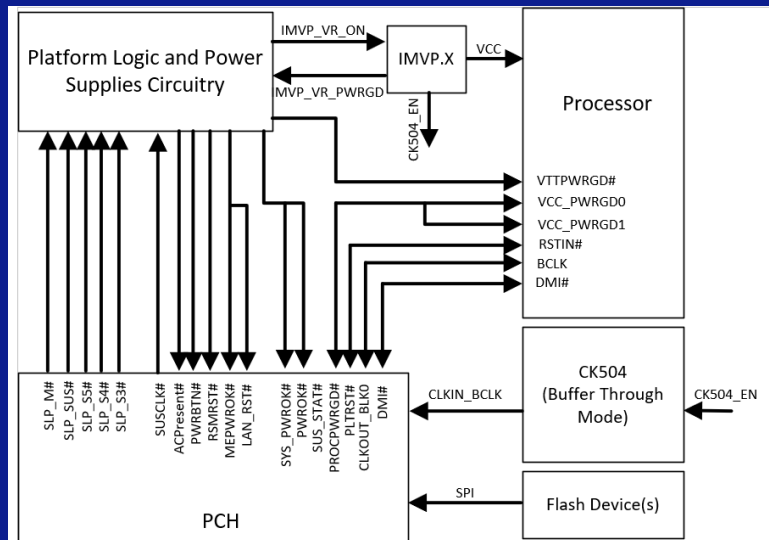 IMVP_VR_ON
Platform Logic and Power
Supplies Circuitry
IMVP.X
VCC
MVP_VR_PWRGD
Processor
CK504_EN
VTTPWRGD#
VCC_PWRGD0
VCC_PWRGD1
RSTIN#
BCLK
DMI#
SLP_M#
SLP_SUS#
SLP_S5#
SLP_S4#
SLP_S3#
SUSCLK#
ACPresent#
PWRBTN#
RSMRST#
MEPWROK#
LAN_RST#
SYS_PWROK#
PWROK#
SUS_STAT#
PROCPWRGD#
PLTRST#
CLKOUT_BLK0
DMI#
CLKIN_BCLK
CK504
(Buffer Through
Mode)
CK504_EN
SPI
Flash Device(s)
PCH